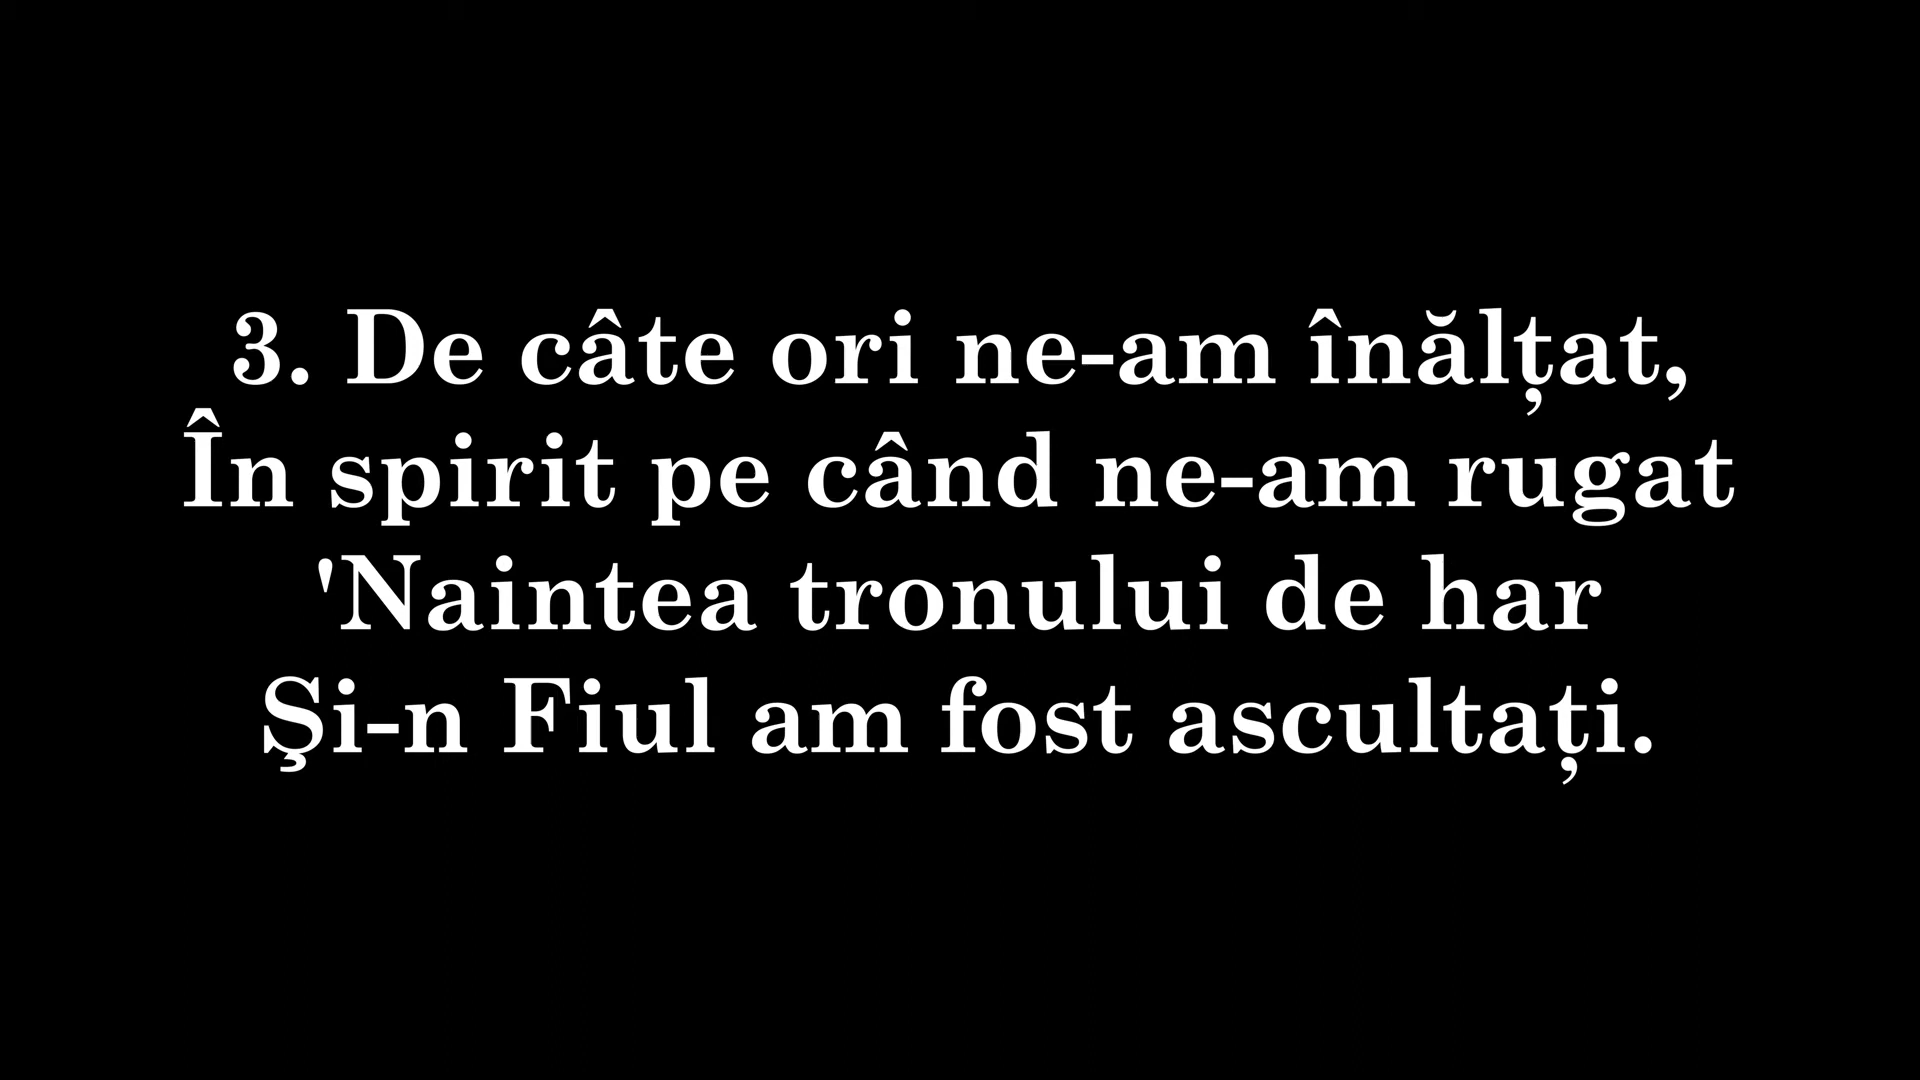 3. De câte ori ne-am înălțat,
În spirit pe când ne-am rugat
'Naintea tronului de har
Şi-n Fiul am fost ascultați.